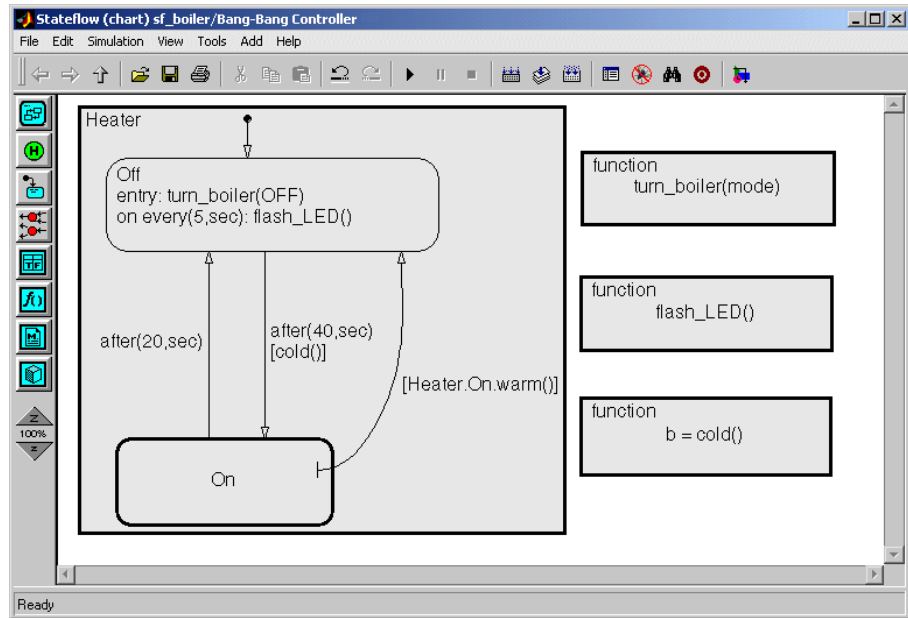 Stateflow (chart) sf_boiler/Bang-Bang Controller
File Edit Simulation View Tools Add Help
Heater
Off
entry: turn_boiler(OFF)
on every(5,sec): flash_LED()
after(20,sec)
after(40,sec)
[cold()]
[Heater.On.warm()]
On
function
turn_boiler(mode)
function
flash_LED()
function
b = cold()
H
TF
f()
M
Z
100%
z
Ready